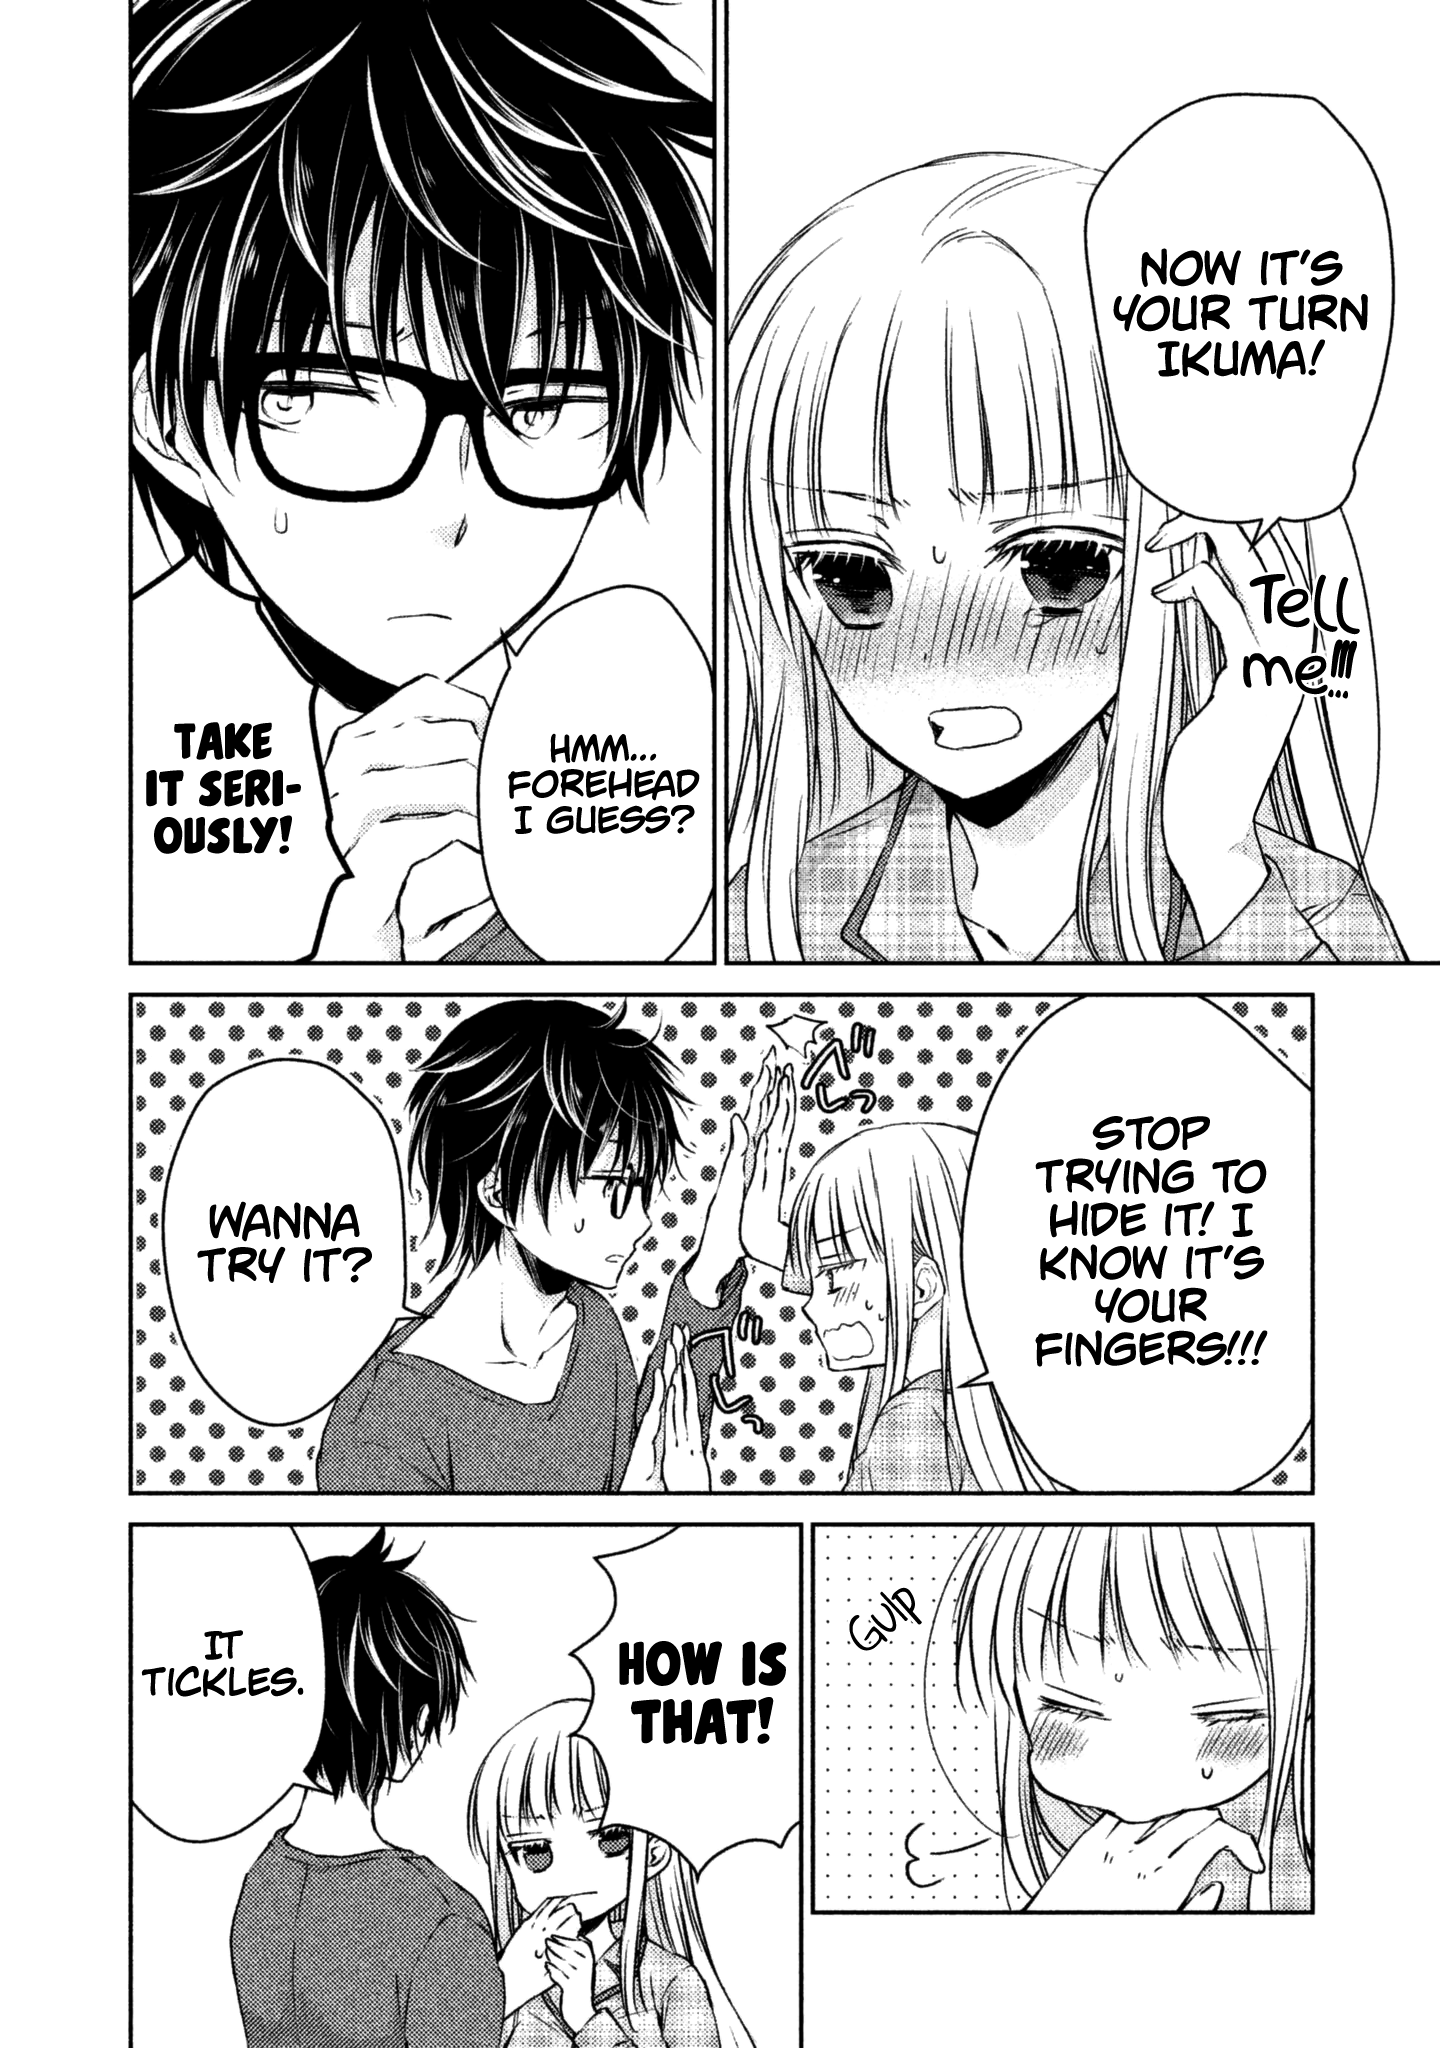 NOW IT'S
YOUR TURN
IKUMA!
Tell
me!!!...
HMM...
FOREHEAD
I GUESS?
TAKE
IT SERI-
OUSLY!
STOP
TRYING TO
HIDE IT! I
KNOW IT'S
YOUR
FINGERS!!!
WANNA
TRY IT?
Gulp
HOW IS
THAT!
IT
TICKLES.